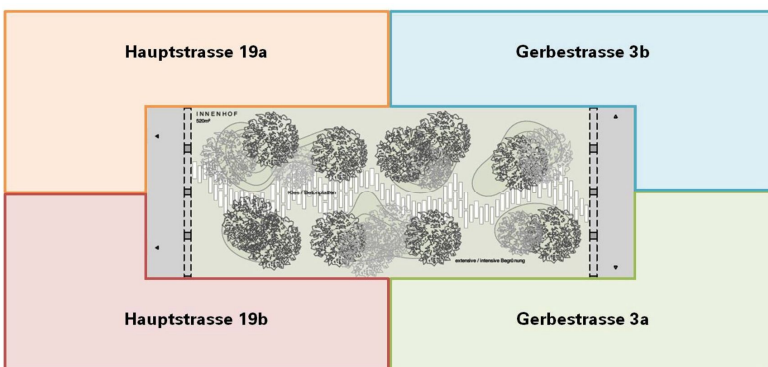 Hauptstrasse 19a
Gerbestrasse 3b
INNENHOF
520m²
extensive / intensive Begrünung
Hauptstrasse 19b
Gerbestrasse 3a